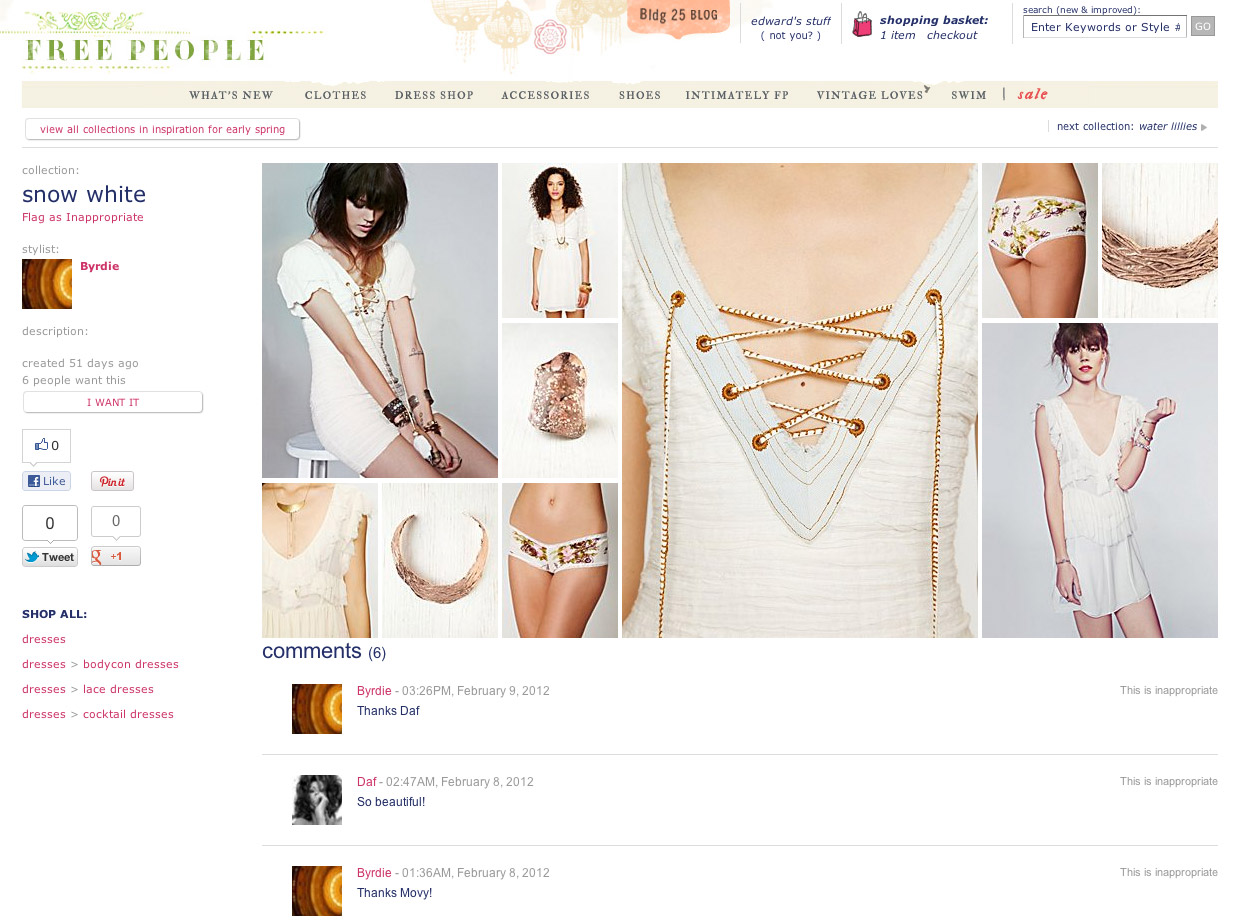 FREE PEOPLE
Bldg 25 BLOG
edward's stuff
( not you? )
shopping basket:
1 item checkout
search (new & improved):
Enter Keywords or Style #
GO
WHAT'S NEW CLOTHES DRESS SHOP ACCESSORIES SHOES INTIMATELY FP VINTAGE LOVES SWIM | sale
view all collections in inspiration for early spring
next collection: water lillies
collection:
snow white
Flag as Inappropriate
stylist:
Byrdie
description:
created 51 days ago
6 people want this
I WANT IT
0
Like
Pinit
0
0
Tweet
g +1
SHOP ALL:
dresses
dresses > bodycon dresses
dresses > lace dresses
dresses > cocktail dresses
comments (6)
Byrdie - 03:26PM, February 9, 2012
This is inappropriate
Thanks Daf
Daf - 02:47AM, February 8, 2012
This is inappropriate
So beautiful!
Byrdie - 01:36AM, February 8, 2012
This is inappropriate
Thanks Movy!